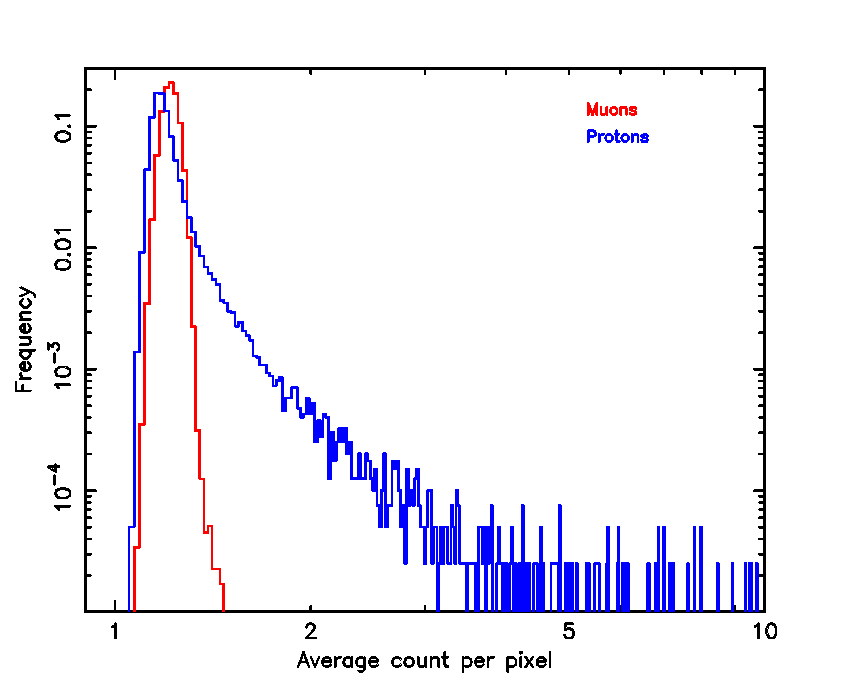 Muons
Protons
Frequency
0.1
0.01
10⁻³
10⁻⁴
1 2 5 10
Average count per pixel